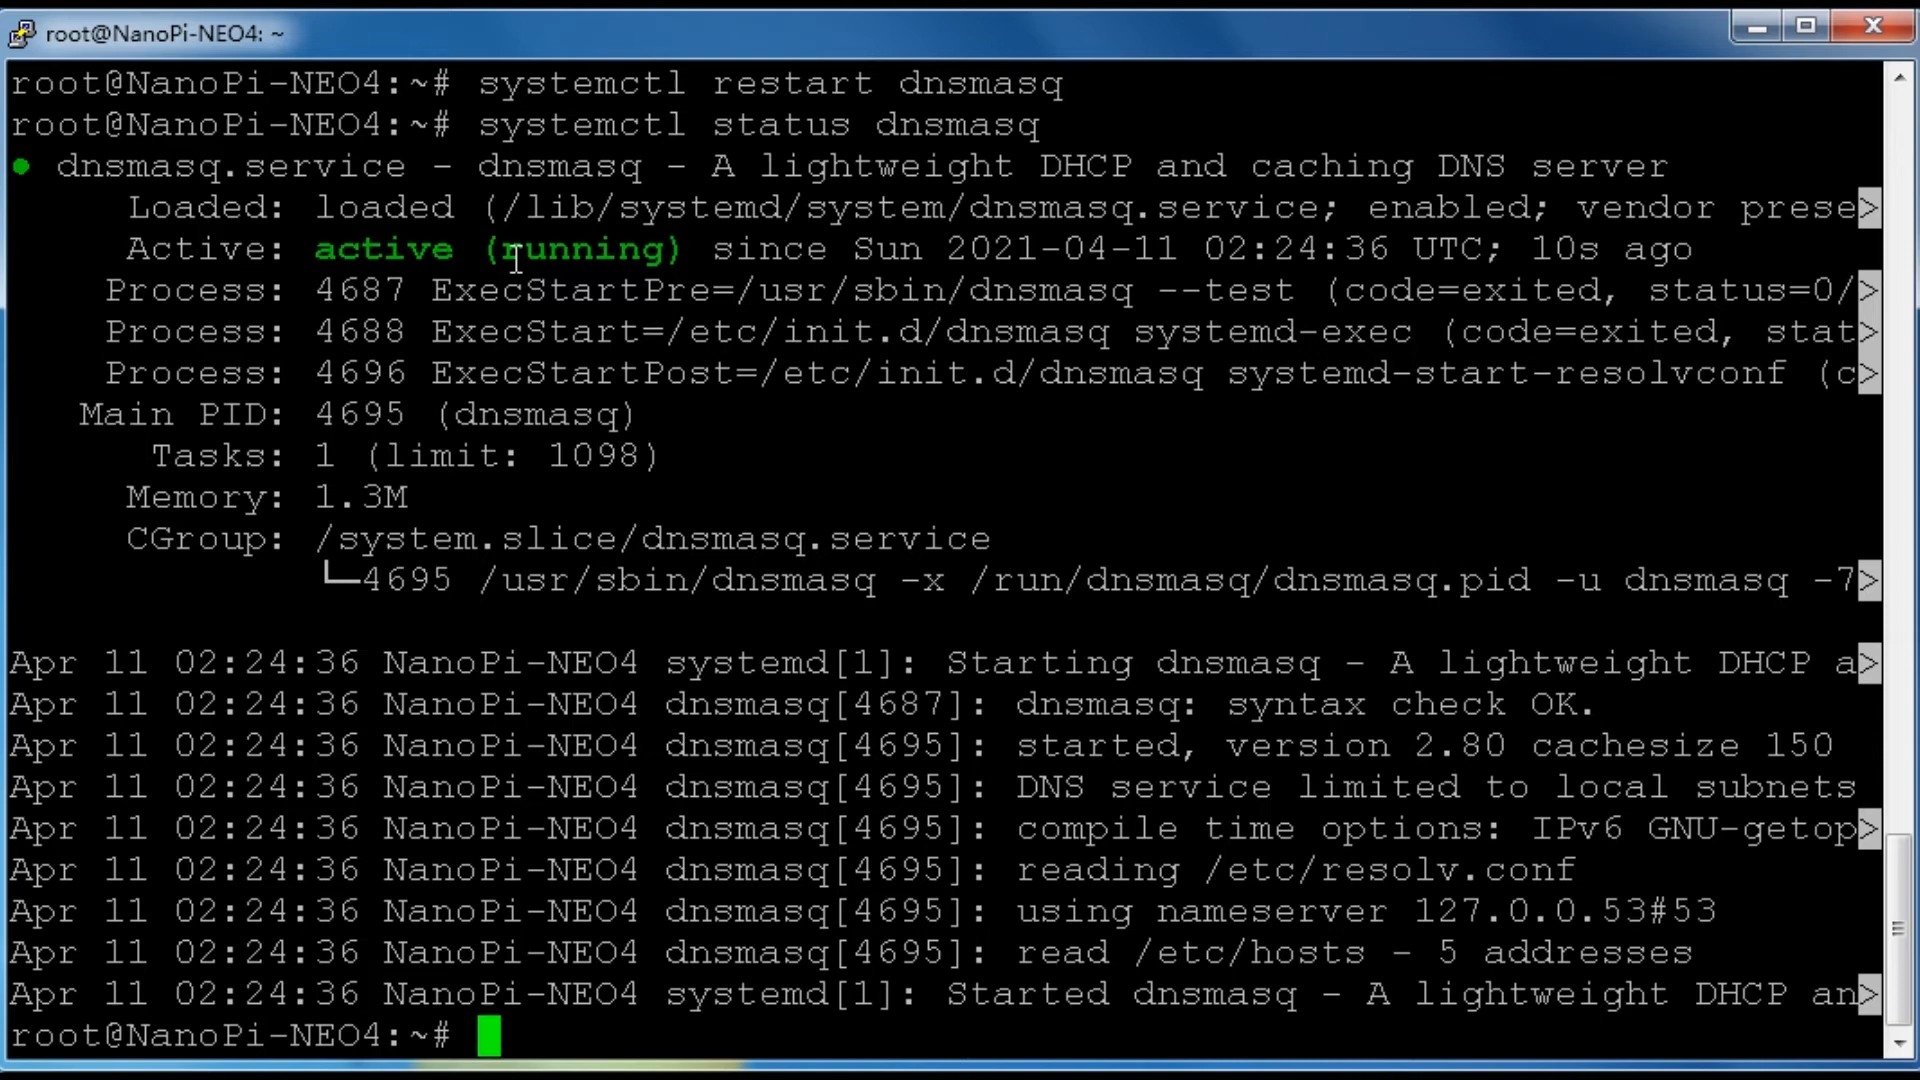 root@NanoPi-NEO4: ~
root@NanoPi-NEO4:~# systemctl restart dnsmasq
root@NanoPi-NEO4:~# systemctl status dnsmasq
● dnsmasq.service - dnsmasq - A lightweight DHCP and caching DNS server
Loaded: loaded (/lib/systemd/system/dnsmasq.service; enabled; vendor prese>
Active: active (running) since Sun 2021-04-11 02:24:36 UTC; 10s ago
Process: 4687 ExecStartPre=/usr/sbin/dnsmasq --test (code=exited, status=0/>
Process: 4688 ExecStart=/etc/init.d/dnsmasq systemd-exec (code=exited, stat>
Process: 4696 ExecStartPost=/etc/init.d/dnsmasq systemd-start-resolvconf (c>
Main PID: 4695 (dnsmasq)
Tasks: 1 (limit: 1098)
Memory: 1.3M
CGroup: /system.slice/dnsmasq.service
└─4695 /usr/sbin/dnsmasq -x /run/dnsmasq/dnsmasq.pid -u dnsmasq -7>
Apr 11 02:24:36 NanoPi-NEO4 systemd[1]: Starting dnsmasq - A lightweight DHCP a>
Apr 11 02:24:36 NanoPi-NEO4 dnsmasq[4687]: dnsmasq: syntax check OK.
Apr 11 02:24:36 NanoPi-NEO4 dnsmasq[4695]: started, version 2.80 cachesize 150
Apr 11 02:24:36 NanoPi-NEO4 dnsmasq[4695]: DNS service limited to local subnets
Apr 11 02:24:36 NanoPi-NEO4 dnsmasq[4695]: compile time options: IPv6 GNU-getop>
Apr 11 02:24:36 NanoPi-NEO4 dnsmasq[4695]: reading /etc/resolv.conf
Apr 11 02:24:36 NanoPi-NEO4 dnsmasq[4695]: using nameserver 127.0.0.53#53
Apr 11 02:24:36 NanoPi-NEO4 dnsmasq[4695]: read /etc/hosts - 5 addresses
Apr 11 02:24:36 NanoPi-NEO4 systemd[1]: Started dnsmasq - A lightweight DHCP an>
root@NanoPi-NEO4:~#